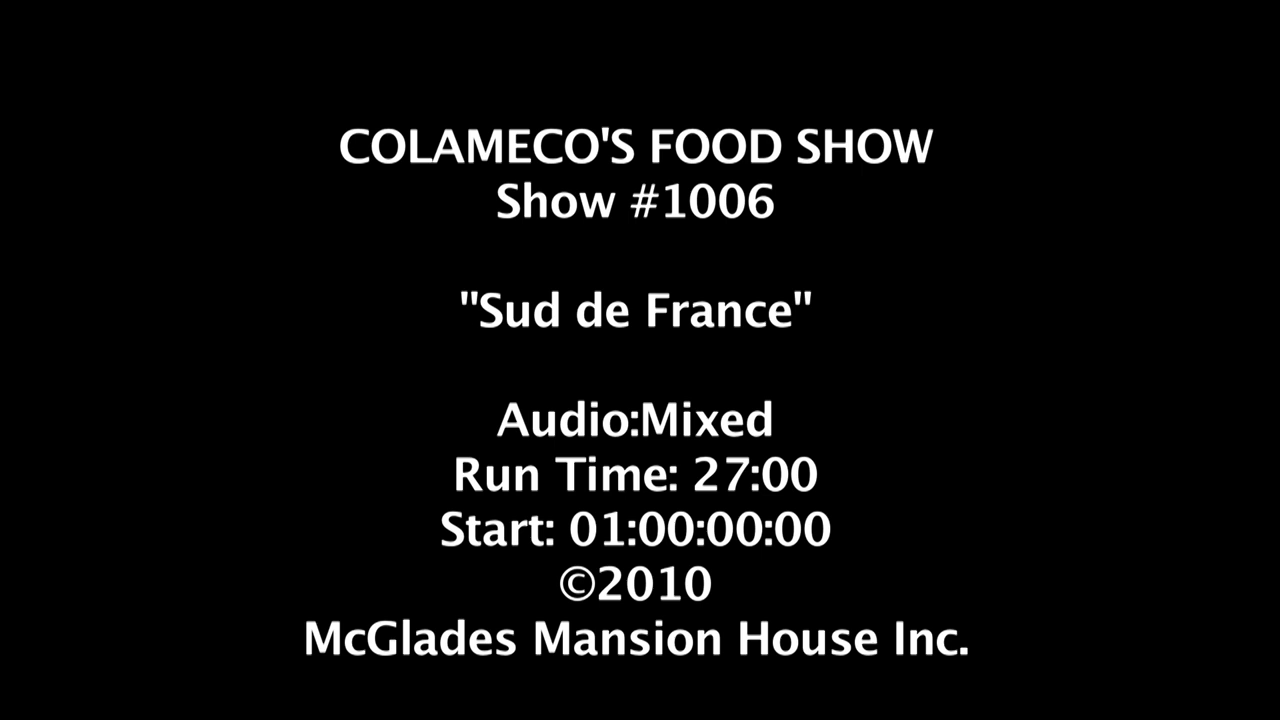 COLAMECO'S FOOD SHOW
Show #1006
"Sud de France"
Audio:Mixed
Run Time: 27:00
Start: 01:00:00:00
©2010
McGlades Mansion House Inc.